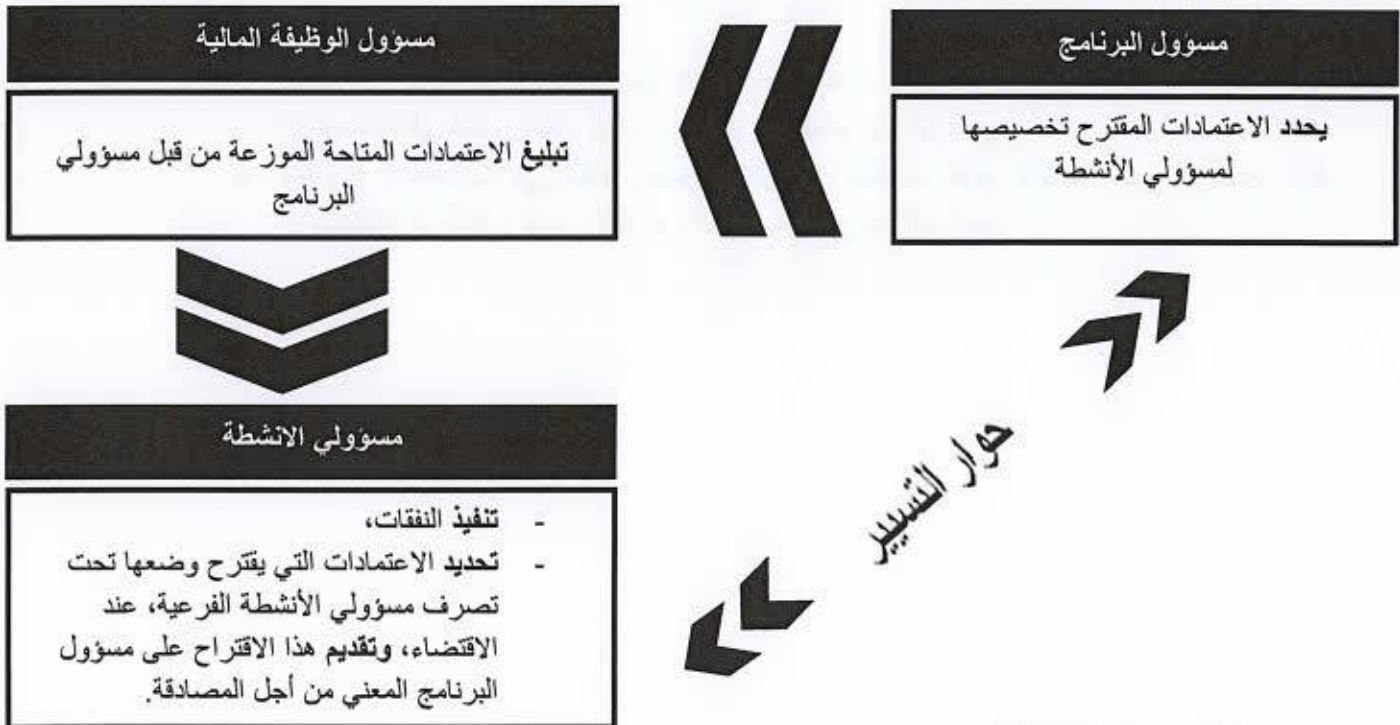 مسؤول البرنامج
يحدد الاعتمادات المقترح تخصيصها
لمسؤولي الأنشطة
مسؤول الوظيفة المالية
تبليغ الاعتمادات المتاحة الموزعة من قبل مسؤولي
البرنامج
مسؤولي الانشطة
- تنفيذ النفقات،
- تحديد الاعتمادات التي يقترح وضعها تحت
تصرف مسؤولي الأنشطة الفرعية، عند
الاقتضاء، وتقديم هذا الاقتراح على مسؤول
البرنامج المعني من أجل المصادقة.
حوار التسيير